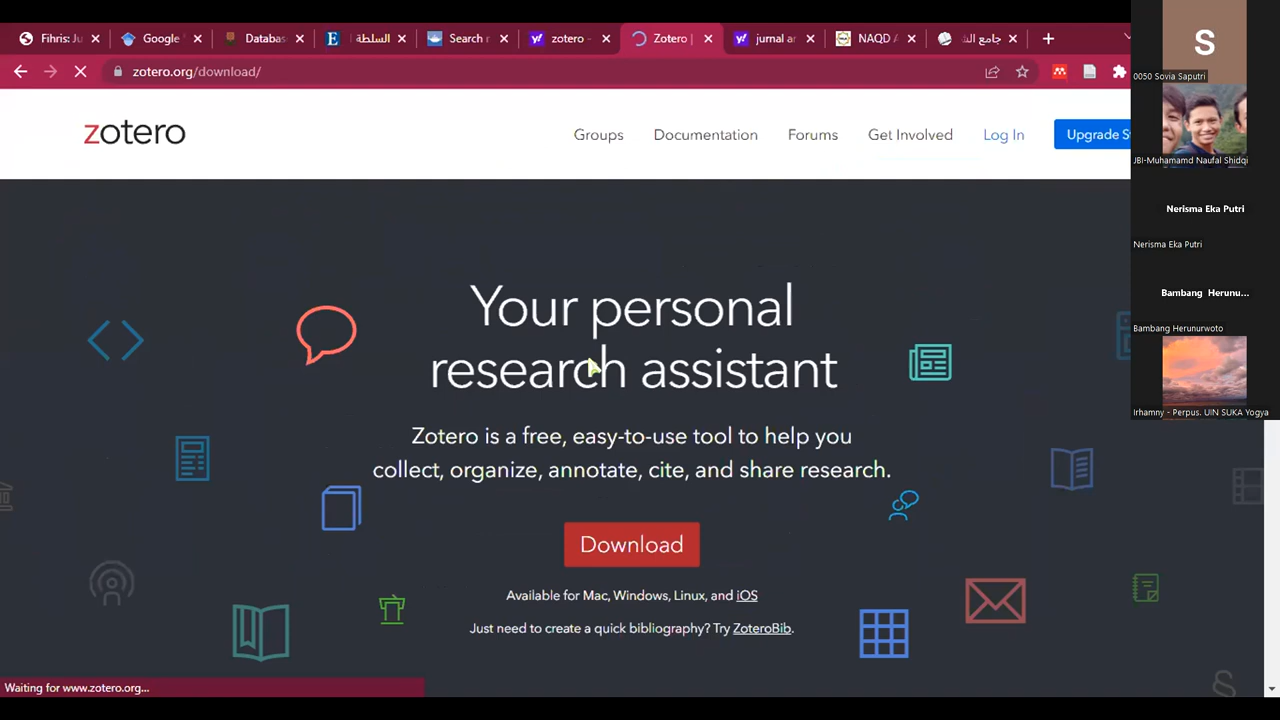 Fihris: Ju
Google
Databas
السلطة
Search r
zotero -
Zotero |
jurnal ar
NAQD A
جامع الث
zotero.org/download/
zotero
Groups
Documentation
Forums
Get Involved
Log In
Upgrade S
Your personal
research assistant
Zotero is a free, easy-to-use tool to help you
collect, organize, annotate, cite, and share research.
Download
Available for Mac, Windows, Linux, and iOS
Just need to create a quick bibliography? Try ZoteroBib.
Waiting for www.zotero.org...
S
0050 Sovia Saputri
JBI-Muhamamd Naufal Shidqi
Nerisma Eka Putri
Nerisma Eka Putri
Bambang Herunu...
Bambang Herunurwoto
Irhamny - Perpus. UIN SUKA Yogya